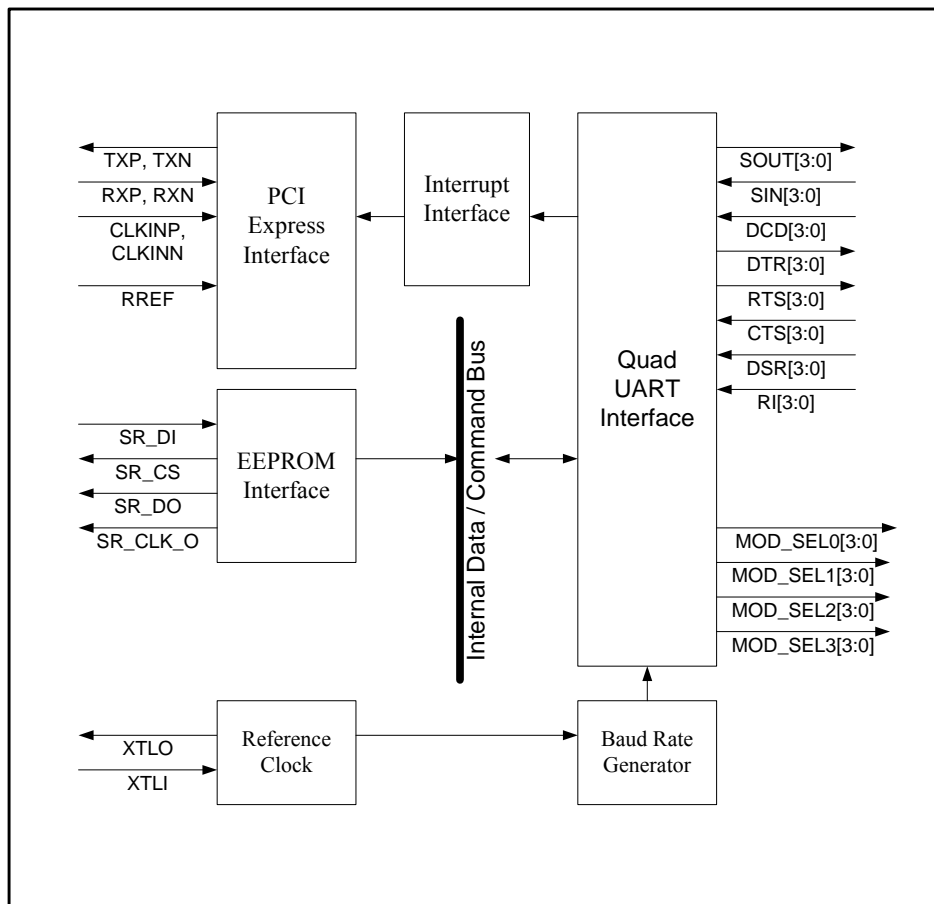 TXP, TXN
RXP, RXN
CLKINP,
CLKINN
RREF
PCI
Express
Interface
Interrupt
Interface
Quad
UART
Interface
SOUT[3:0]
SIN[3:0]
DCD[3:0]
DTR[3:0]
RTS[3:0]
CTS[3:0]
DSR[3:0]
RI[3:0]
SR_DI
SR_CS
SR_DO
SR_CLK_O
EEPROM
Interface
Internal Data / Command Bus
MOD_SEL0[3:0]
MOD_SEL1[3:0]
MOD_SEL2[3:0]
MOD_SEL3[3:0]
XTLO
XTLI
Reference
Clock
Baud Rate
Generator